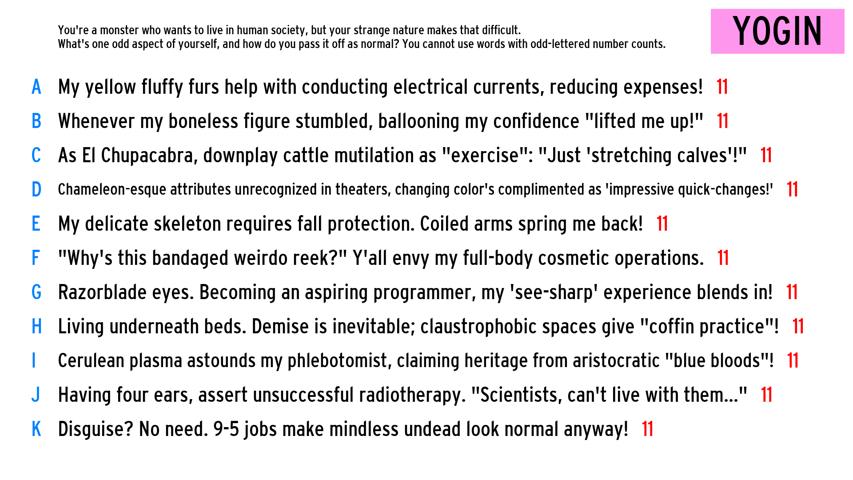 You're a monster who wants to live in human society, but your strange nature makes that difficult.
What's one odd aspect of yourself, and how do you pass it off as normal? You cannot use words with odd-lettered number counts.
YOGIN
A My yellow fluffy furs help with conducting electrical currents, reducing expenses! 11
B Whenever my boneless figure stumbled, ballooning my confidence "lifted me up!" 11
C As El Chupacabra, downplay cattle mutilation as "exercise": "Just 'stretching calves'!" 11
D Chameleon-esque attributes unrecognized in theaters, changing color's complimented as 'impressive quick-changes!' 11
E My delicate skeleton requires fall protection. Coiled arms spring me back! 11
F "Why's this bandaged weirdo reek?" Y'all envy my full-body cosmetic operations. 11
G Razorblade eyes. Becoming an aspiring programmer, my 'see-sharp' experience blends in! 11
H Living underneath beds. Demise is inevitable; claustrophobic spaces give "coffin practice"! 11
I Cerulean plasma astounds my phlebotomist, claiming heritage from aristocratic "blue bloods"! 11
J Having four ears, assert unsuccessful radiotherapy. "Scientists, can't live with them..." 11
K Disguise? No need. 9-5 jobs make mindless undead look normal anyway! 11